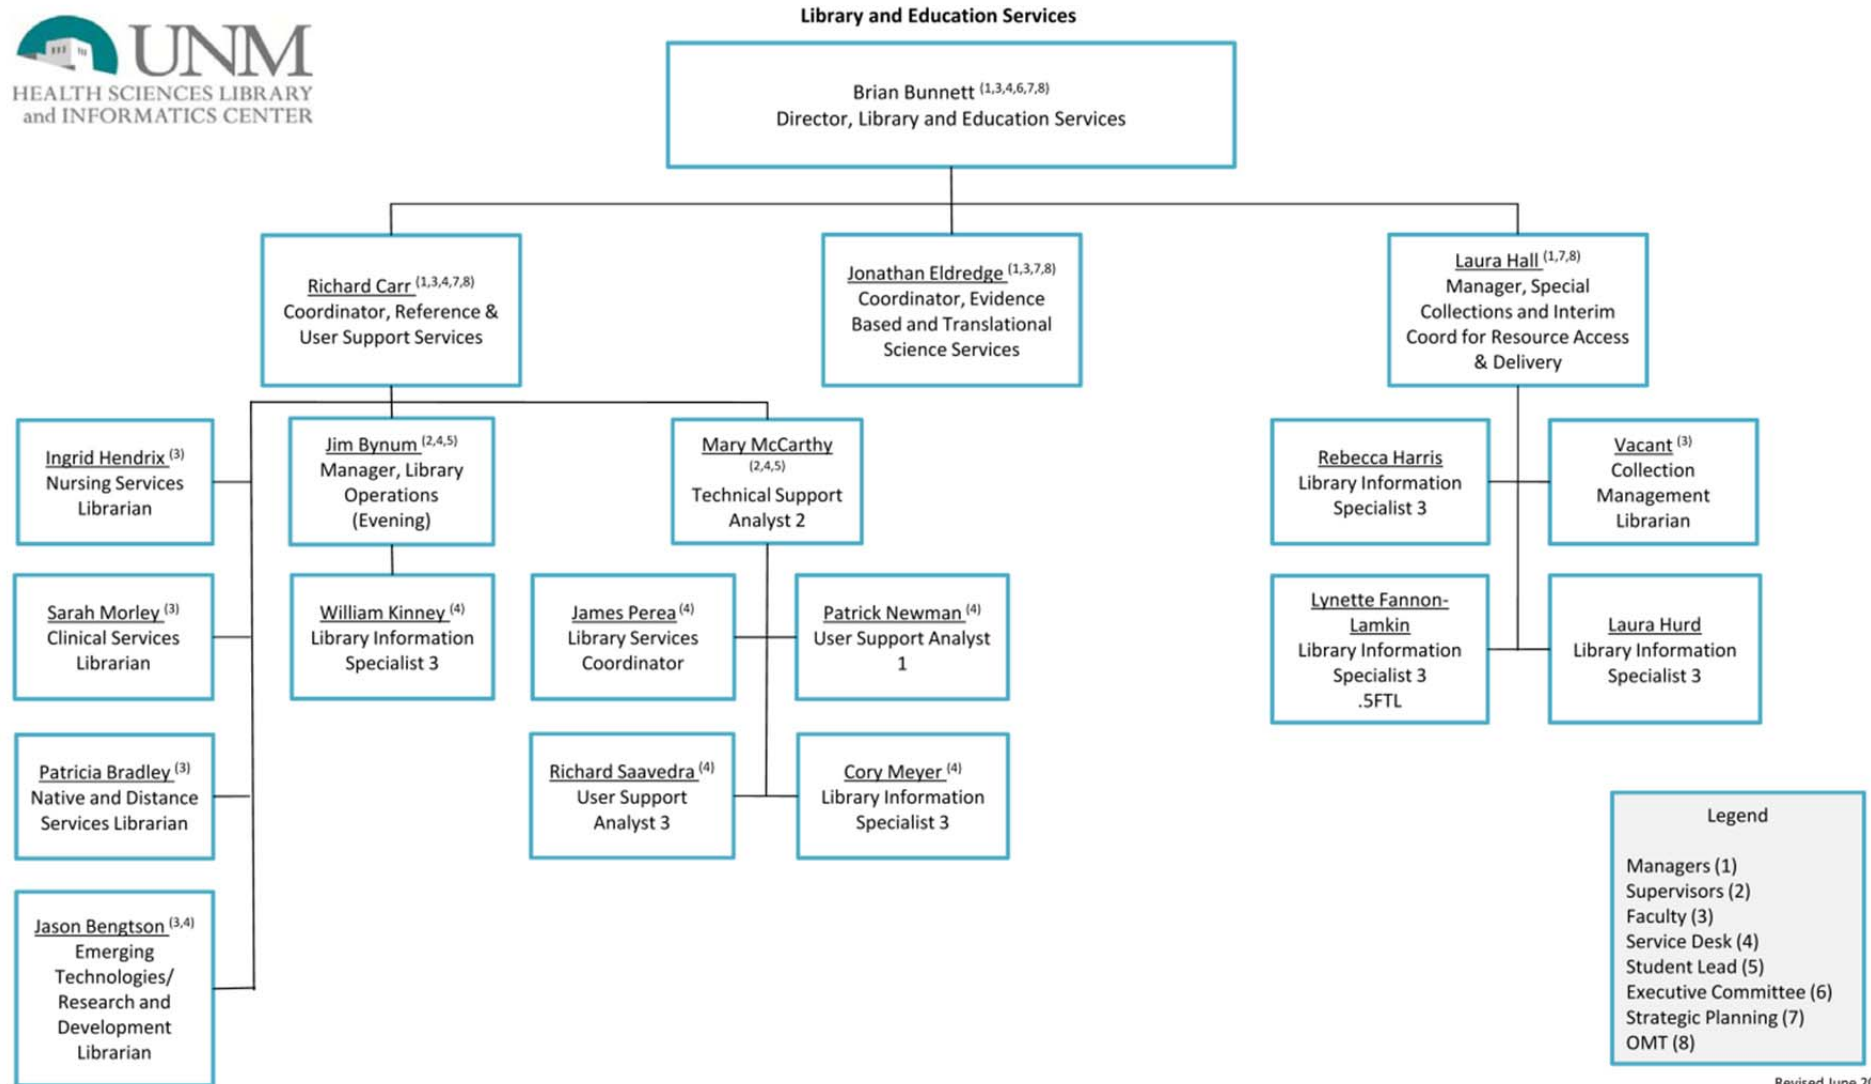 UNM
HEALTH SCIENCES LIBRARY
and INFORMATICS CENTER
Library and Education Services
Brian Bunnett (1,3,4,6,7,8)
Director, Library and Education Services
Richard Carr (1,3,4,7,8)
Coordinator, Reference &
User Support Services
Jonathan Eldredge (1,3,7,8)
Coordinator, Evidence
Based and Translational
Science Services
Laura Hall (1,7,8)
Manager, Special
Collections and Interim
Coord for Resource Access
& Delivery
Ingrid Hendrix (3)
Nursing Services
Librarian
Jim Bynum (2,4,5)
Manager, Library
Operations
(Evening)
Mary McCarthy
(2,4,5)
Technical Support
Analyst 2
Rebecca Harris
Library Information
Specialist 3
Vacant (3)
Collection
Management
Librarian
Sarah Morley (3)
Clinical Services
Librarian
William Kinney (4)
Library Information
Specialist 3
James Perea (4)
Library Services
Coordinator
Patrick Newman (4)
User Support Analyst
1
Lynette Fannon-
Lamkin
Library Information
Specialist 3
.5FTL
Laura Hurd
Library Information
Specialist 3
Patricia Bradley (3)
Native and Distance
Services Librarian
Richard Saavedra (4)
User Support
Analyst 3
Cory Meyer (4)
Library Information
Specialist 3
Jason Bengtson (3,4)
Emerging
Technologies/
Research and
Development
Librarian
Legend
Managers (1)
Supervisors (2)
Faculty (3)
Service Desk (4)
Student Lead (5)
Executive Committee (6)
Strategic Planning (7)
OMT (8)
Revised June